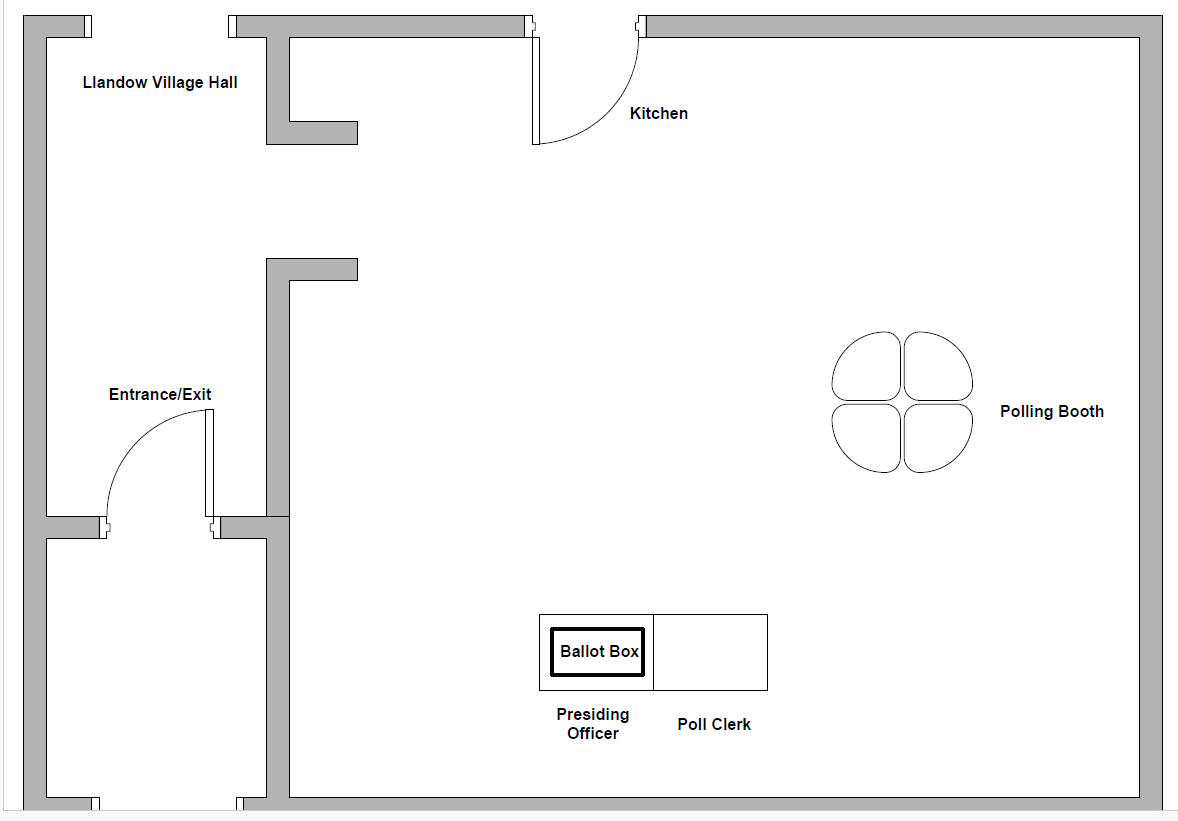 Llandow Village Hall
Kitchen
Entrance/Exit
Polling Booth
Ballot Box
Presiding
Officer
Poll Clerk